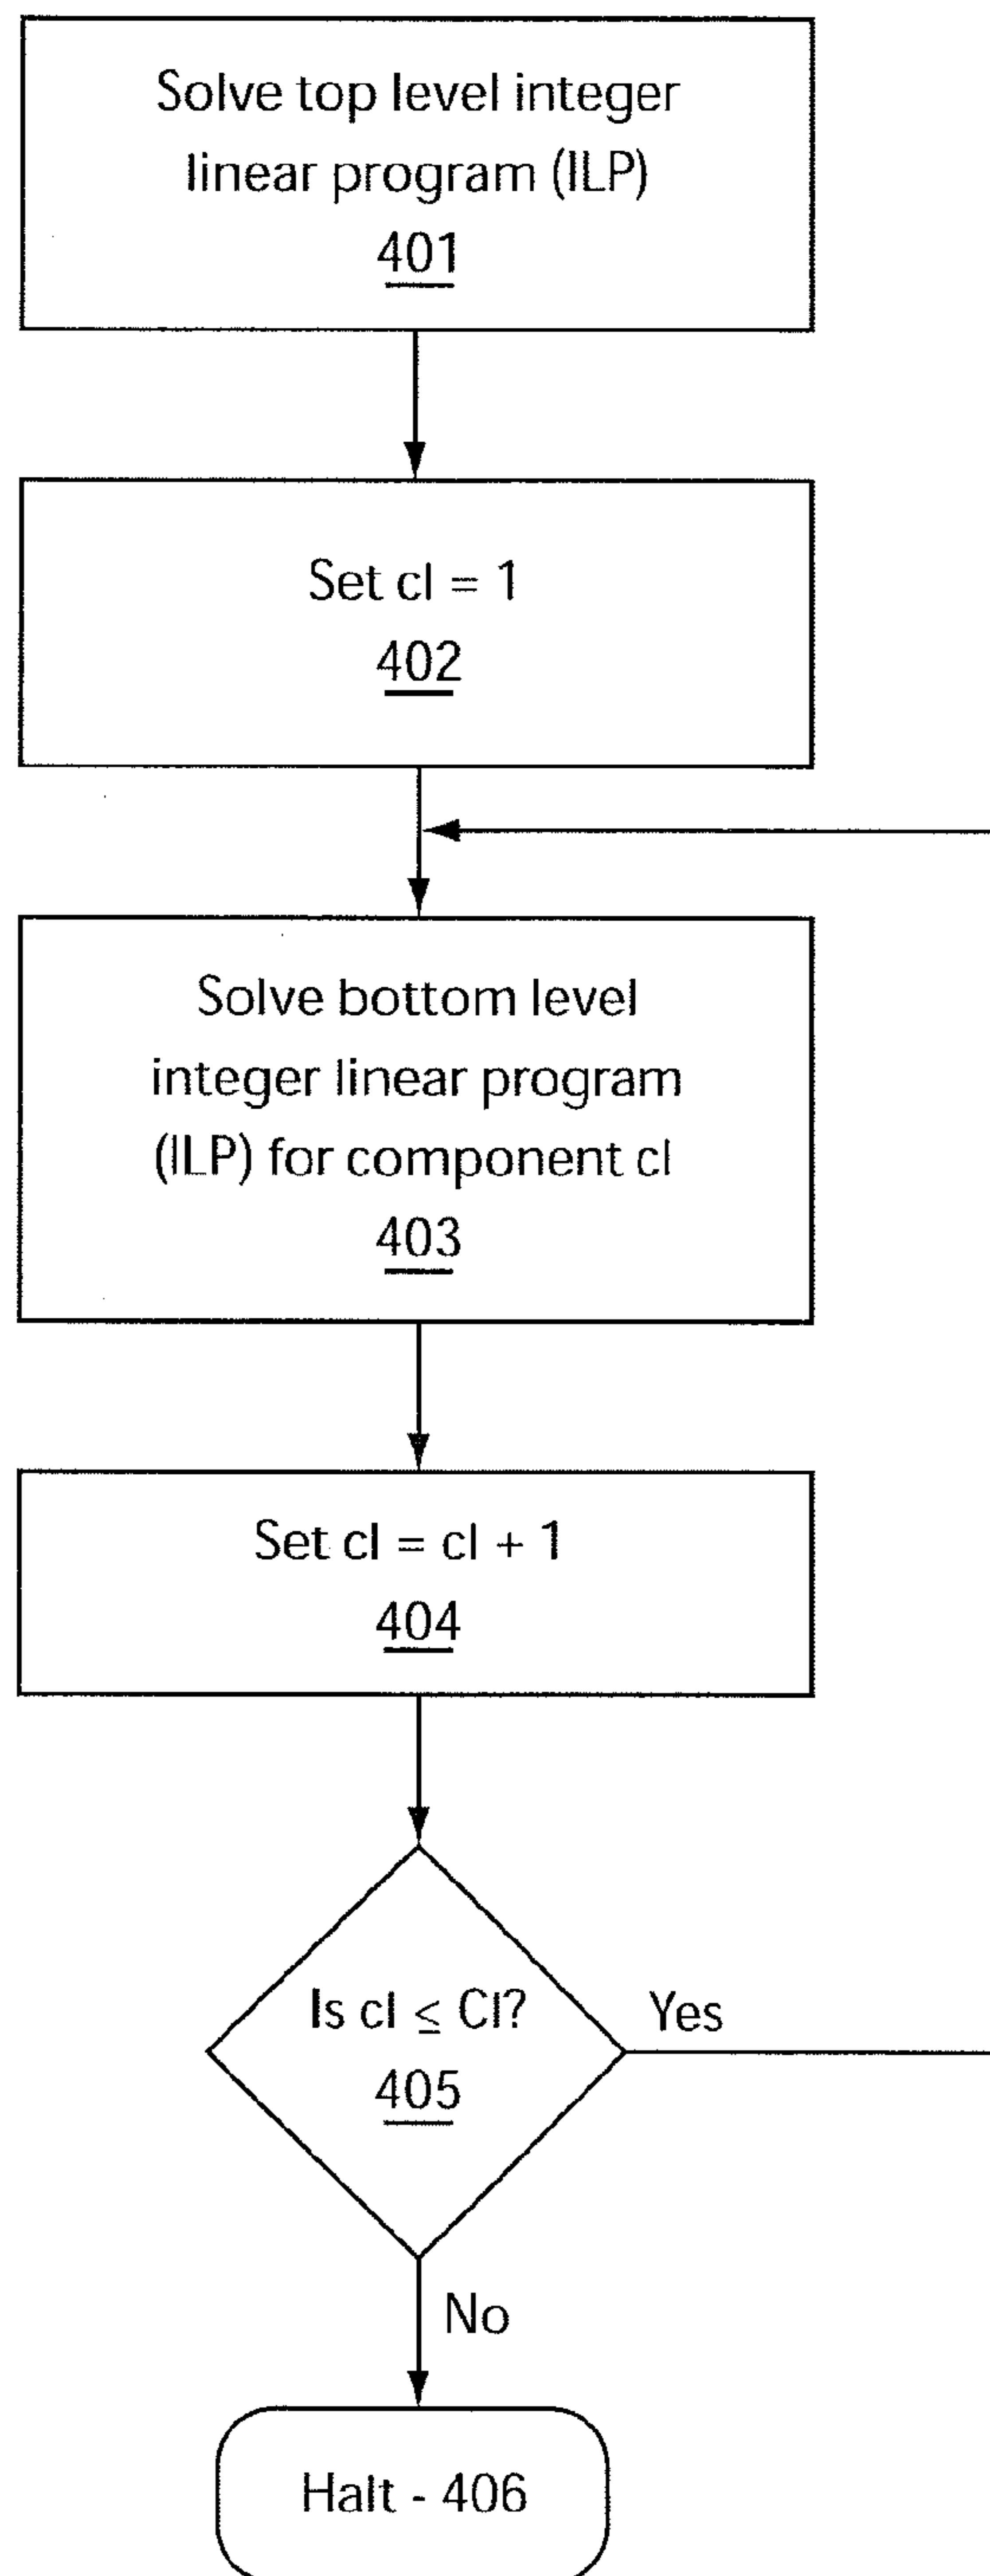 Solve top level integer
linear program (ILP)
401
Set cl = 1
402
Solve bottom level
integer linear program
(ILP) for component cl
403
Set cl = cl + 1
404
Is cl ≤ Cl?
405
Yes
No
Halt - 406